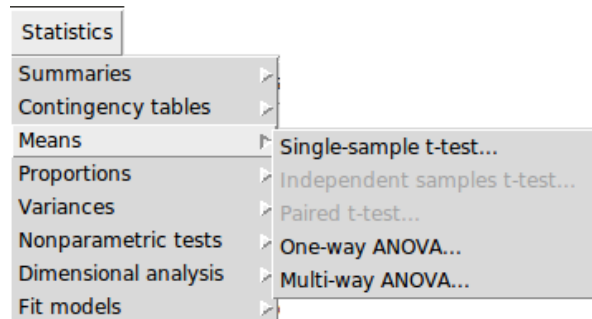 Statistics
Summaries
Contingency tables
Means
Proportions
Variances
Nonparametric tests
Dimensional analysis
Fit models
Single-sample t-test...
Independent samples t-test...
Paired t-test...
One-way ANOVA...
Multi-way ANOVA...